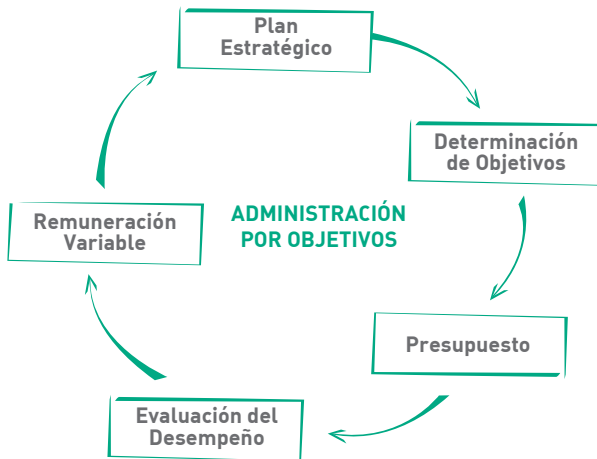 Plan
Estratégico
Determinación
de Objetivos
ADMINISTRACIÓN
POR OBJETIVOS
Remuneración
Variable
Presupuesto
Evaluación del
Desempeño